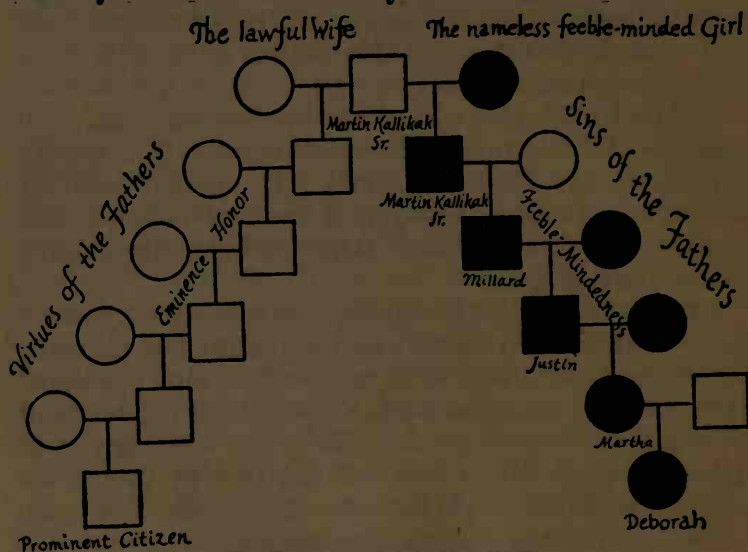 The lawful Wife
The nameless feeble-minded Girl
Martin Kallikak
Sr.
Martin Kallikak
Jr.
Virtues of the Fathers
Honor
Eminence
Sins of the Fathers
Feeble-Mindedness
Millard
Justin
Martha
Deborah
Prominent Citizen